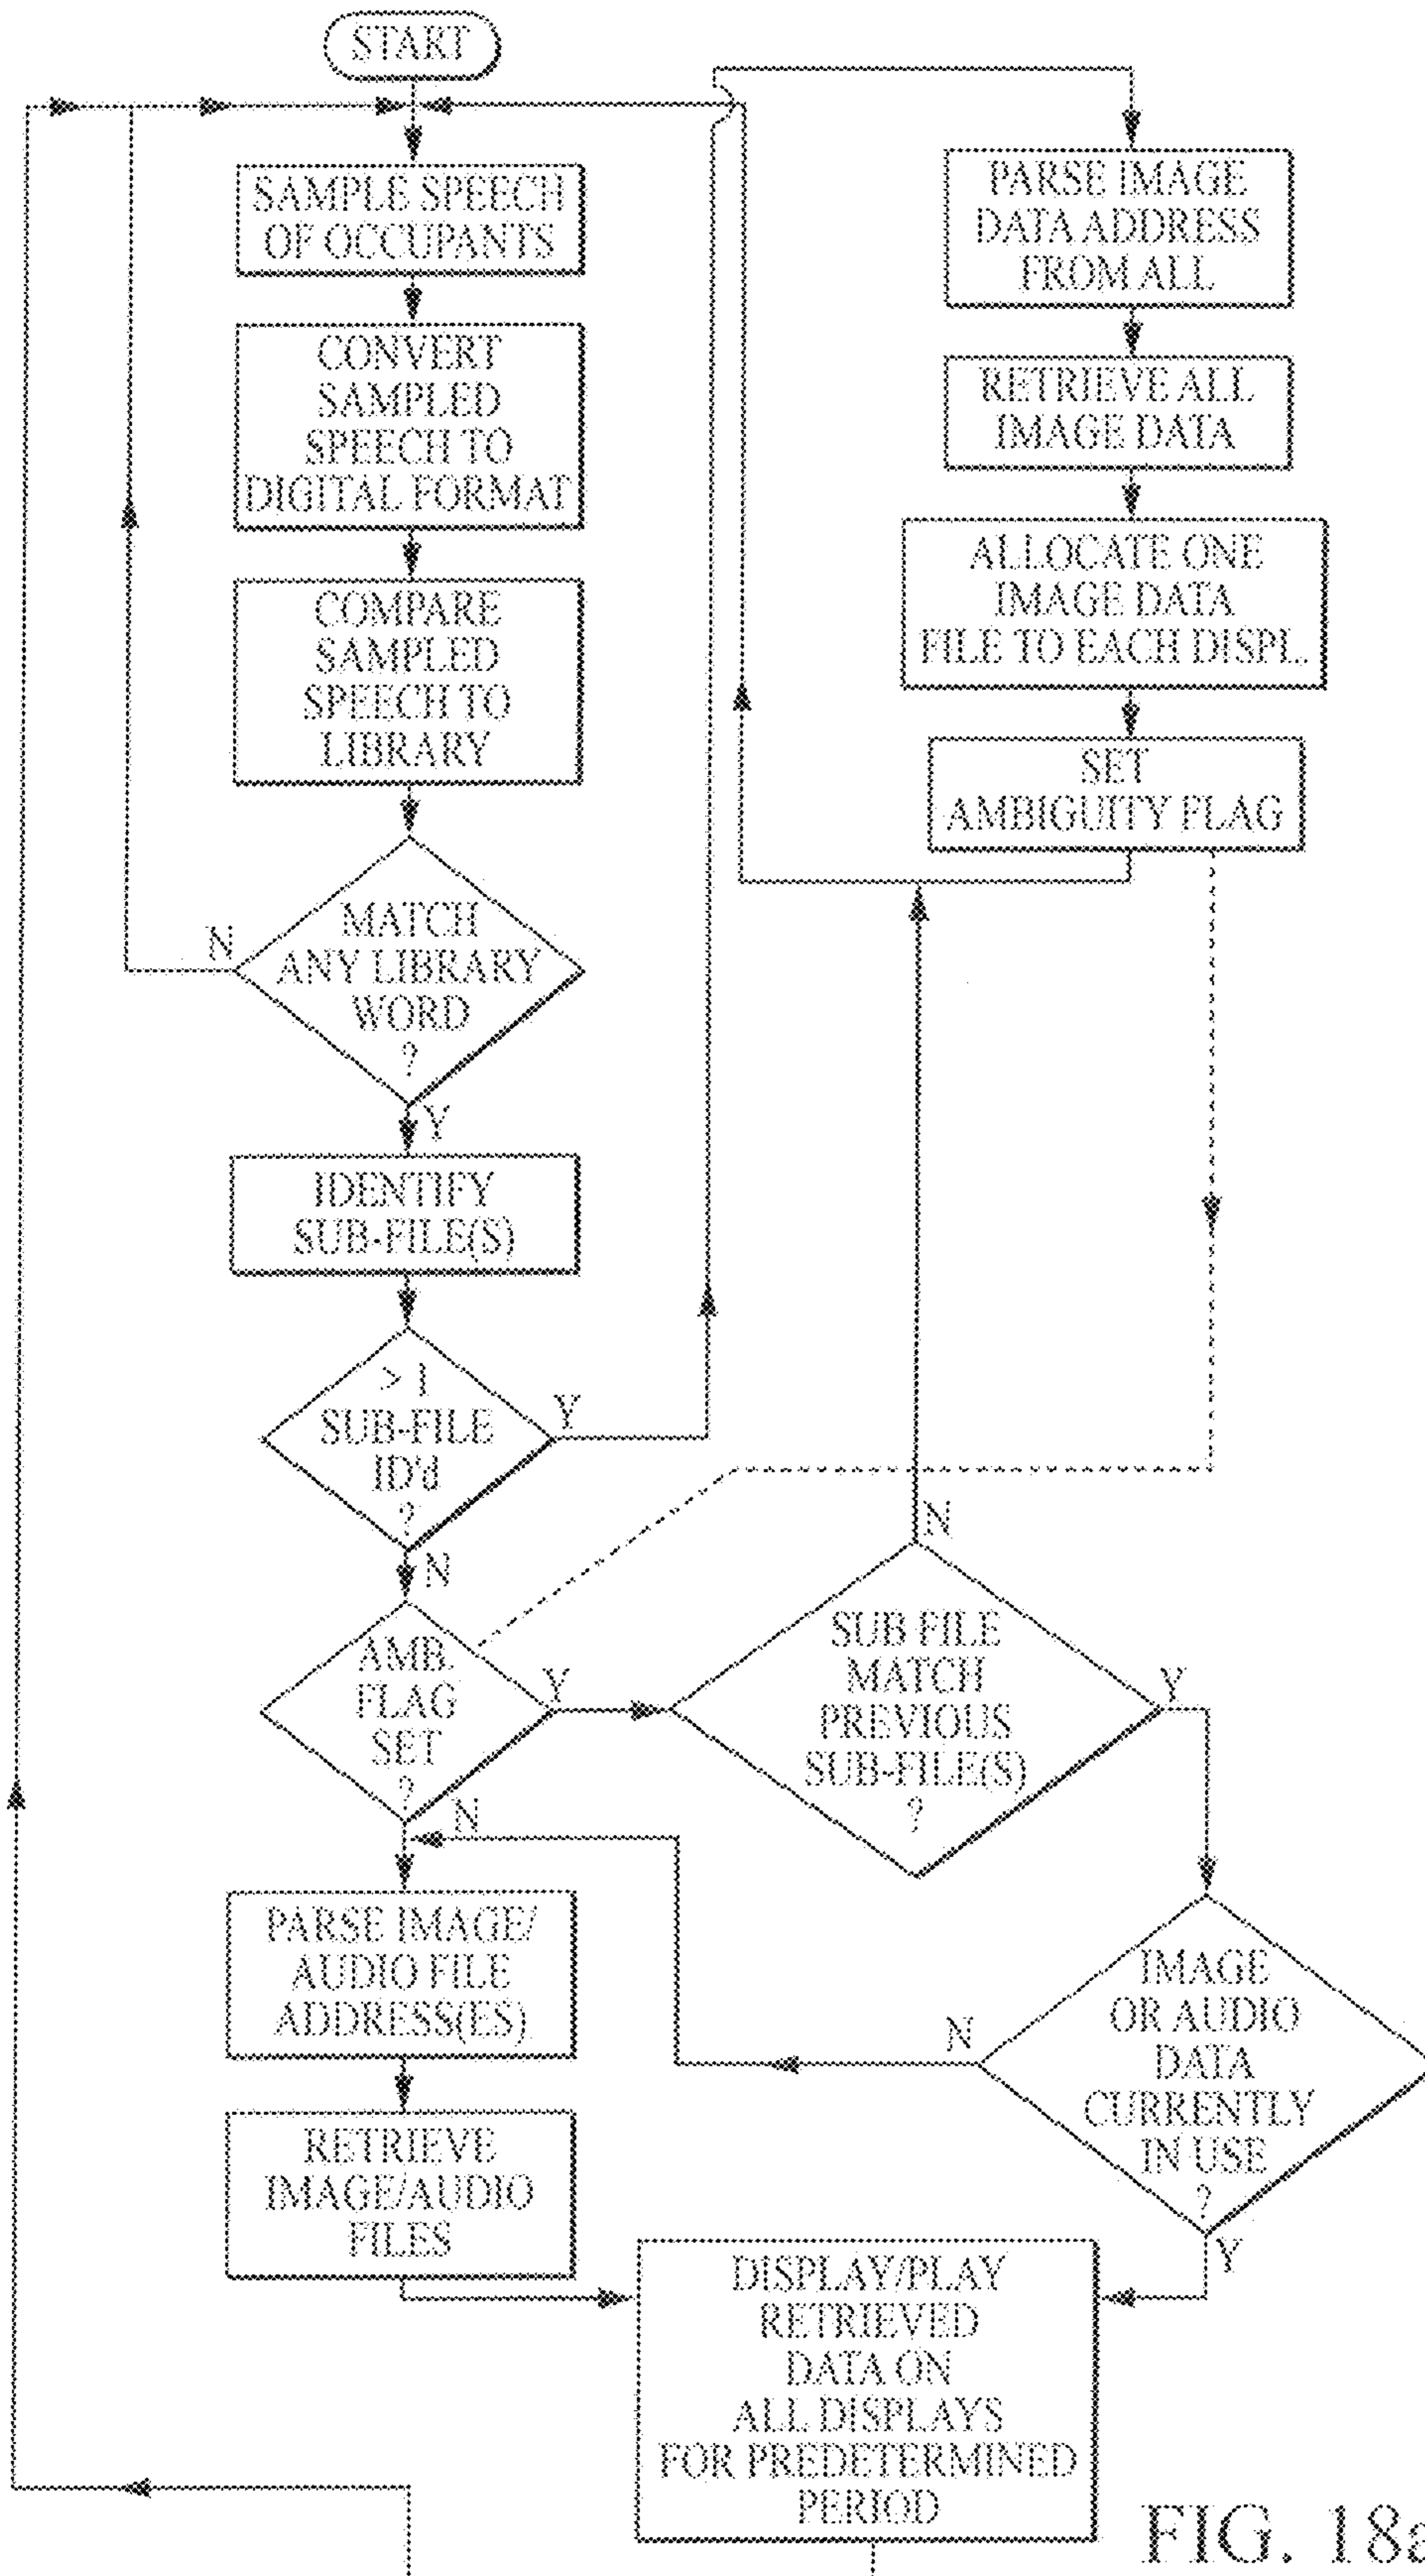 START
SAMPLE SPEECH
OF OCCUPANTS
CONVERT
SAMPLED
SPEECH TO
DIGITAL FORMAT
COMPARE
SAMPLED
SPEECH TO
LIBRARY
MATCH
ANY LIBRARY
WORD
?
N
Y
IDENTIFY
SUB-FILE(S)
> 1
SUB-FILE
ID'd
?
Y
N
AMB.
FLAG
SET
?
Y
N
PARSE IMAGE/
AUDIO FILE
ADDRESS(ES)
RETRIEVE
IMAGE/AUDIO
FILES
PARSE IMAGE
DATA ADDRESS
FROM ALL
RETRIEVE ALL
IMAGE DATA
ALLOCATE ONE
IMAGE DATA
FILE TO EACH DISPL.
SET
AMBIGUITY FLAG
N
SUB FILE
MATCH
PREVIOUS
SUB-FILE(S)
?
Y
IMAGE
OR AUDIO
DATA
CURRENTLY
IN USE
?
N
Y
DISPLAY/PLAY
RETRIEVED
DATA ON
ALL DISPLAYS
FOR PREDETERMINED
PERIOD
FIG. 18a